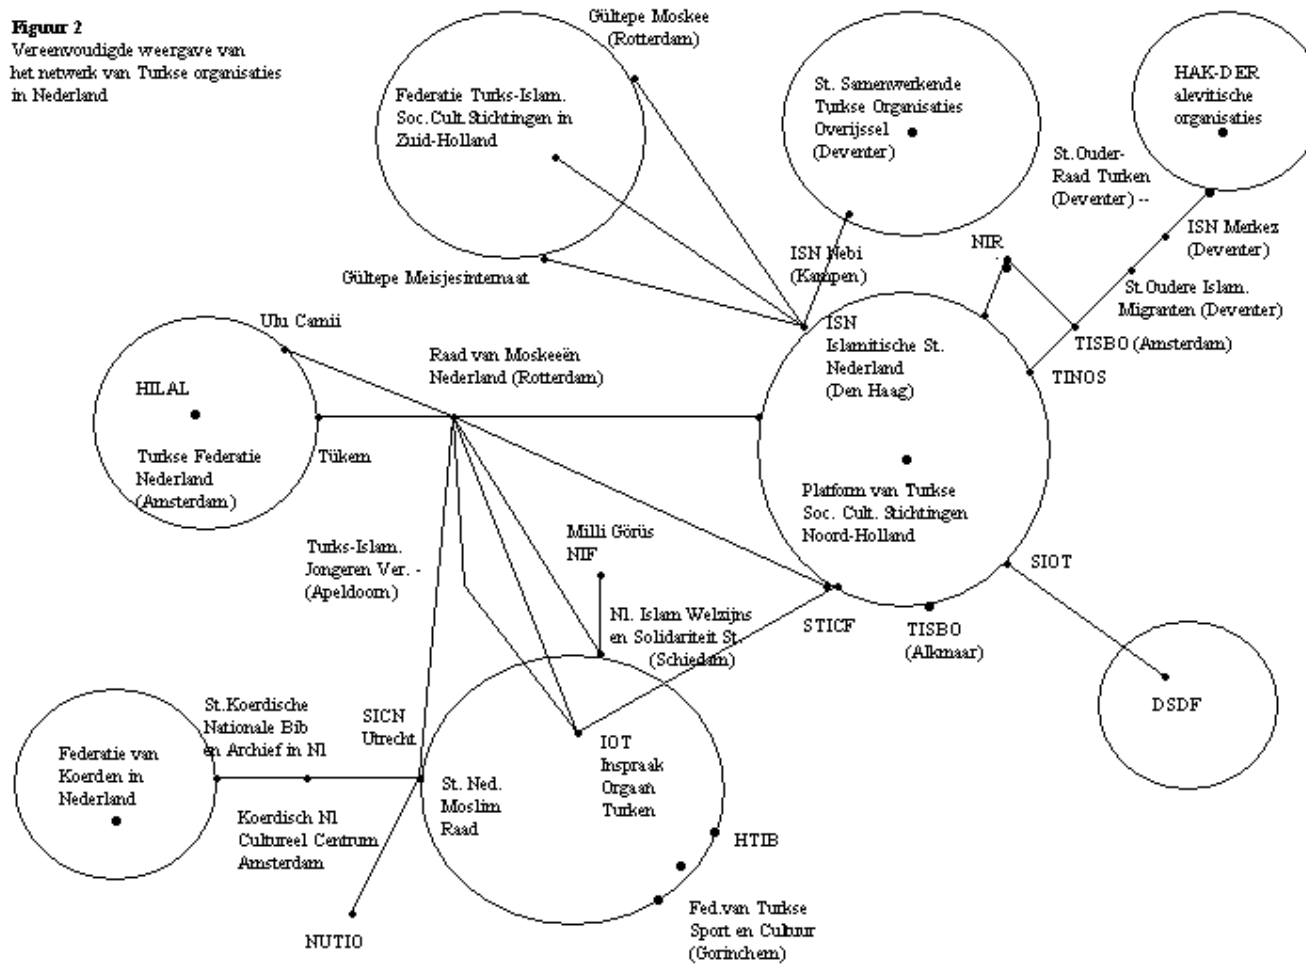 Figuur 2
Vereenvoudigde weergave van
het netwerk van Turkse organisaties
in Nederland
Gültepe Moskee
(Rotterdam)
Federatie Turks-Islam.
Soc.Cult.Stichtingen in
Zuid-Holland
St. Samenwerkende
Turkse Organisaties
Overijssel
(Deventer)
HAK-DER
alevitische
organisaties
St.Ouder-
Raad Turken
(Deventer) --
ISN Merkez
(Deventer)
NIR
ISN Nebi
(Kampen)
Gültepe Meisjesinternaat
St.Oudere Islam.
Migranten (Deventer)
Ulu Camii
ISN
Islamitische St.
Nederland
(Den Haag)
TISBO (Amsterdam)
TINOS
Raad van Moskeeën
Nederland (Rotterdam)
HILAL
Turkse Federatie
Nederland
(Amsterdam)
Tükem
Platform van Turkse
Soc. Cult. Stichtingen
Noord-Holland
Turks-Islam.
Jongeren Ver. -
(Apeldoorn)
Milli Görüs
NIF
SIOT
Nl. Islam Welzijns
en Solidariteit St.
(Schiedam)
STICF
TISBO
(Alkmaar)
DSDF
St.Koerdische
Nationale Bib
en Archief in Nl
SICN
Utrecht
IOT
Inspraak
Orgaan
Turken
Federatie van
Koerden in
Nederland
St. Ned.
Moslim
Raad
Koerdisch Nl
Cultureel Centrum
Amsterdam
HTIB
Fed.van Turkse
Sport en Cultuur
(Gorinchem)
NUTIO